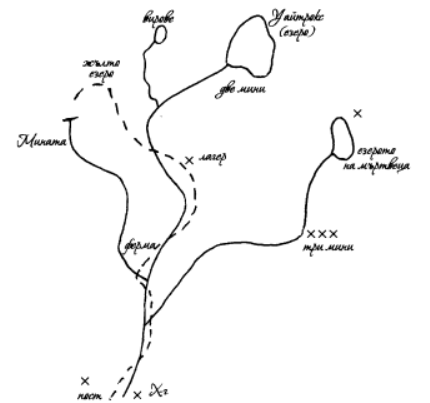 вирове
Уайтрокс
(езеро)
жълто
езеро
две мини
Мината
лагер
езерото
на мъртвеца
ферма
три мини
пост